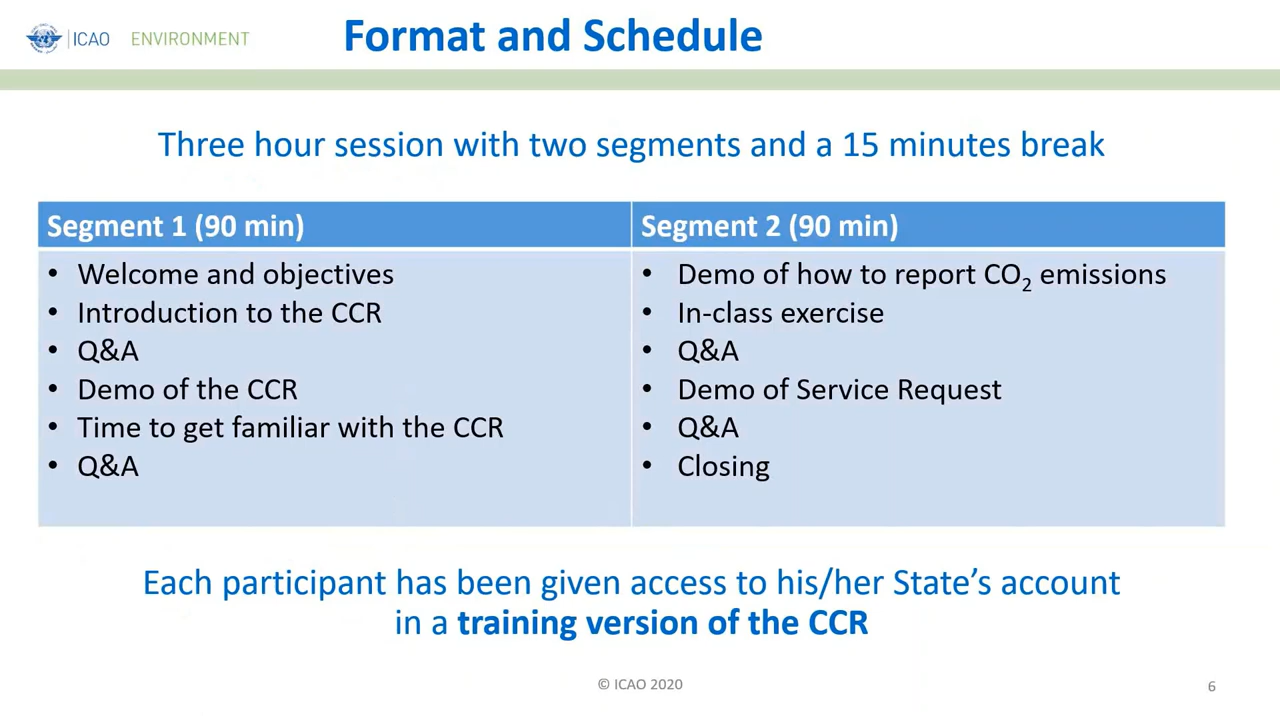 ICAO ENVIRONMENT
Format and Schedule
Three hour session with two segments and a 15 minutes break
Segment 1 (90 min)
• Welcome and objectives
• Introduction to the CCR
• Q&A
• Demo of the CCR
• Time to get familiar with the CCR
• Q&A
Segment 2 (90 min)
• Demo of how to report CO₂ emissions
• In-class exercise
• Q&A
• Demo of Service Request
• Q&A
• Closing
Each participant has been given access to his/her State’s account
in a training version of the CCR
© ICAO 2020
6